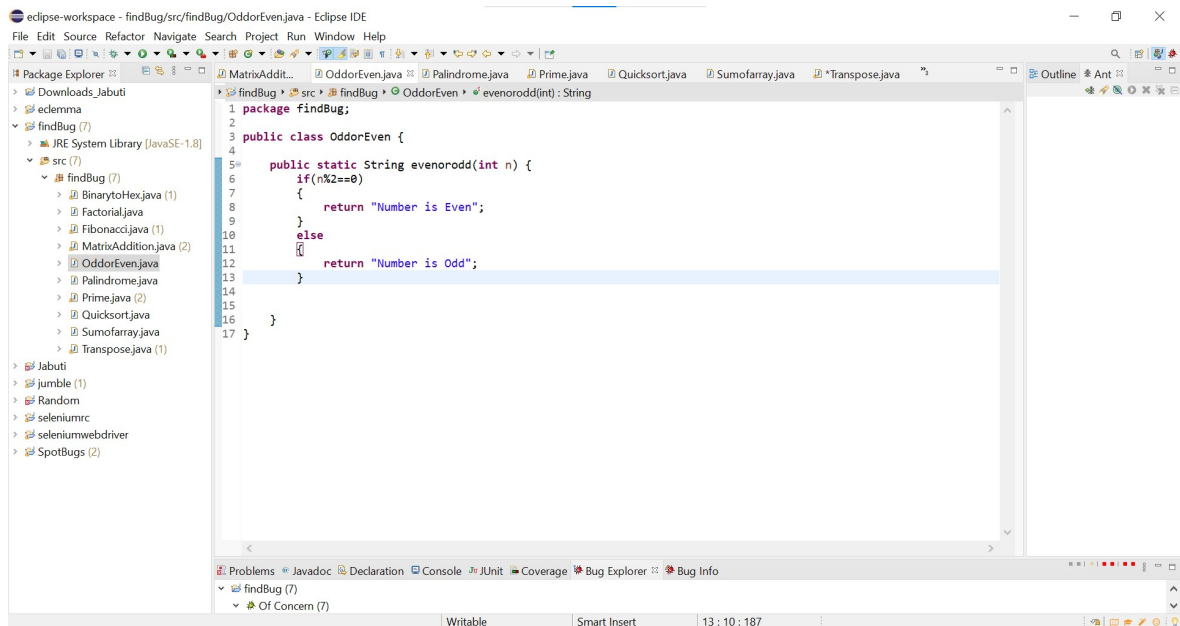 eclipse-workspace - findBug/src/findBug/OddorEven.java - Eclipse IDE
File Edit Source Refactor Navigate Search Project Run Window Help
Package Explorer
Downloads_Jabuti
eclemma
findBug (7)
JRE System Library [JavaSE-1.8]
src (7)
findBug (7)
BinarytoHex.java (1)
Factorial.java
Fibonacci.java (1)
MatrixAddition.java (2)
OddorEven.java
Palindrome.java
Prime.java (2)
Quicksort.java
Sumofarray.java
Transpose.java (1)
Jabuti
jumble (1)
Random
seleniumrc
seleniumwebdriver
SpotBugs (2)
MatrixAddit... OddorEven.java Palindrome.java Prime.java Quicksort.java Sumofarray.java *Transpose.java
findBug src findBug OddorEven evenorodd(int) : String
1 package findBug;
2
3 public class OddorEven {
4
5 public static String evenorodd(int n) {
6 if(n%2==0)
7 {
8 return "Number is Even";
9 }
10 else
11 {
12 return "Number is Odd";
13 }
14
15
16 }
17 }
Outline Ant
Problems Javadoc Declaration Console JUnit Coverage Bug Explorer Bug Info
findBug (7)
Of Concern (7)
Writable Smart Insert 13 : 10 : 187